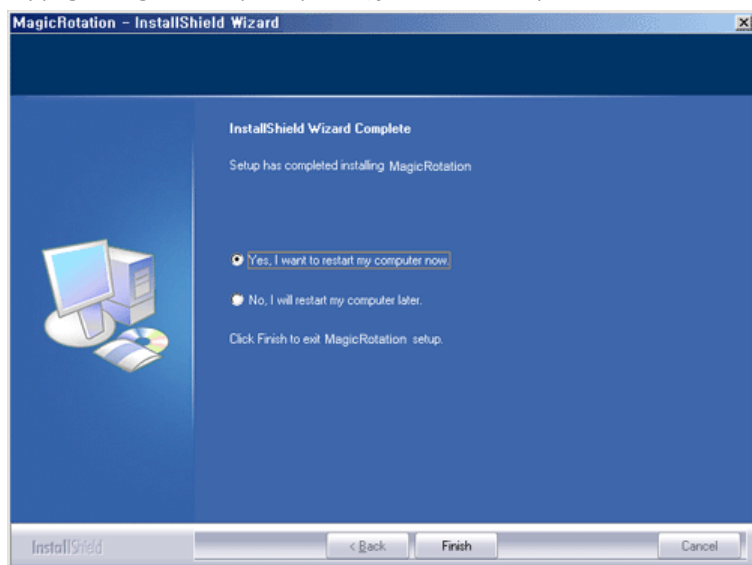 MagicRotation – InstallShield Wizard
InstallShield Wizard Complete
Setup has completed installing MagicRotation
Yes, I want to restart my computer now.
No, I will restart my computer later.
Click Finish to exit MagicRotation setup.
InstallShield
< Back Finish Cancel